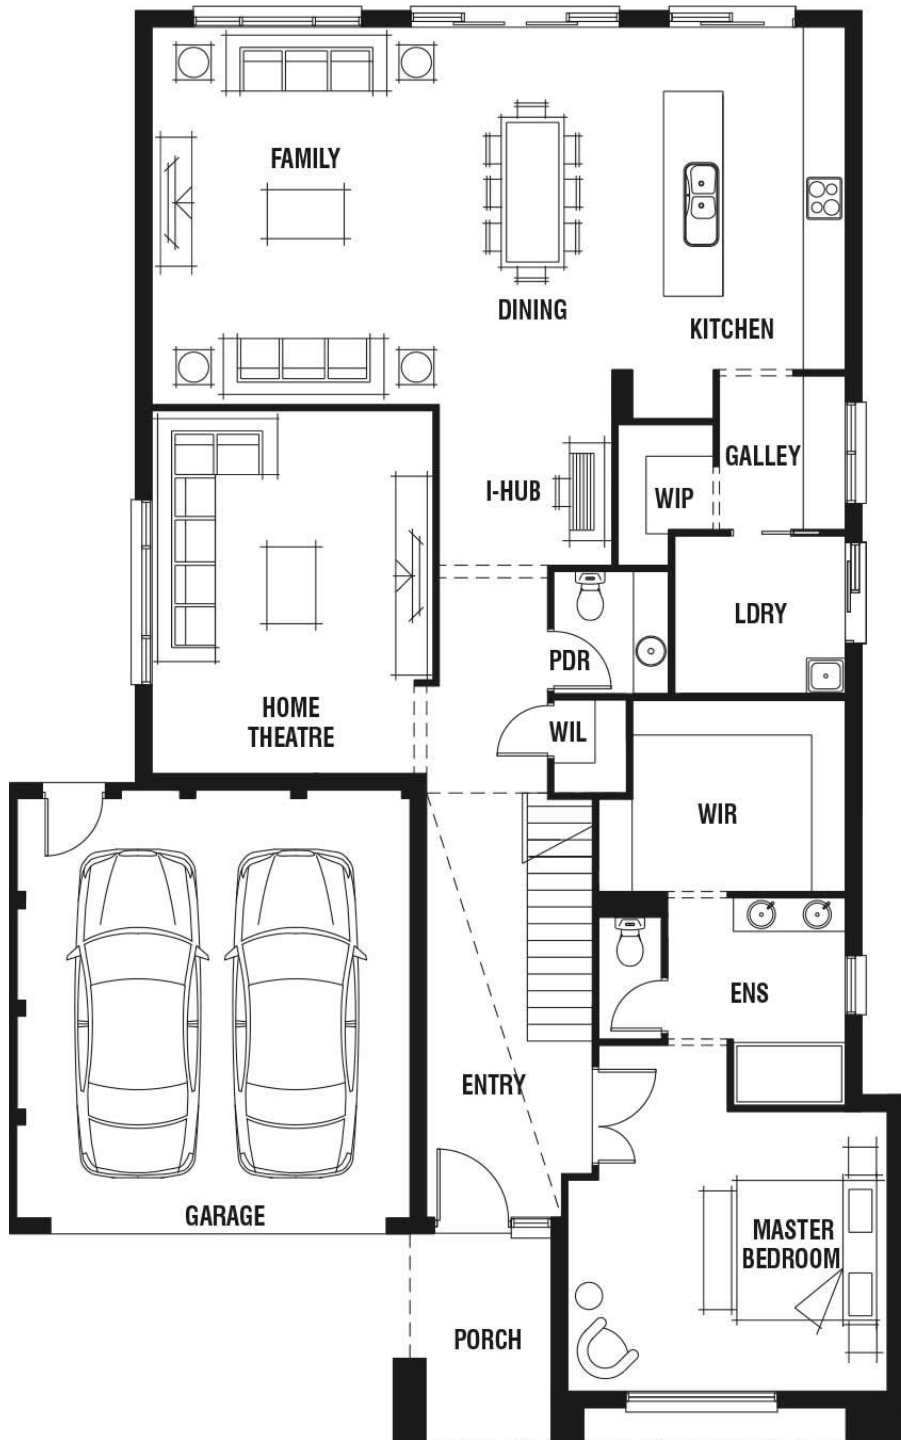 FAMILY
DINING
KITCHEN
GALLEY
I-HUB
WIP
LDRY
PDR
HOME
THEATRE
WIL
WIR
ENS
ENTRY
GARAGE
MASTER
BEDROOM
PORCH